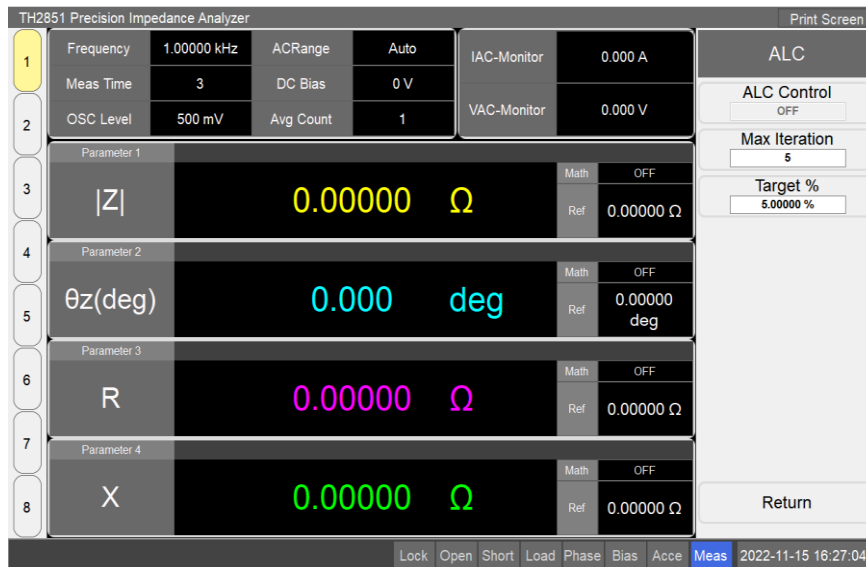 TH2851 Precision Impedance Analyzer
Print Screen
1
2
3
4
5
6
7
8
Frequency 1.00000 kHz ACRange Auto
Meas Time 3 DC Bias 0 V
OSC Level 500 mV Avg Count 1
IAC-Monitor 0.000 A
VAC-Monitor 0.000 V
Parameter 1
|Z| 0.00000 Ω
Math OFF
Ref 0.00000 Ω
Parameter 2
θz(deg) 0.000 deg
Math OFF
Ref 0.00000
deg
Parameter 3
R 0.00000 Ω
Math OFF
Ref 0.00000 Ω
Parameter 4
X 0.00000 Ω
Math OFF
Ref 0.00000 Ω
ALC
ALC Control
OFF
Max Iteration
5
Target %
5.00000 %
Return
Lock Open Short Load Phase Bias Acce Meas 2022-11-15 16:27:04